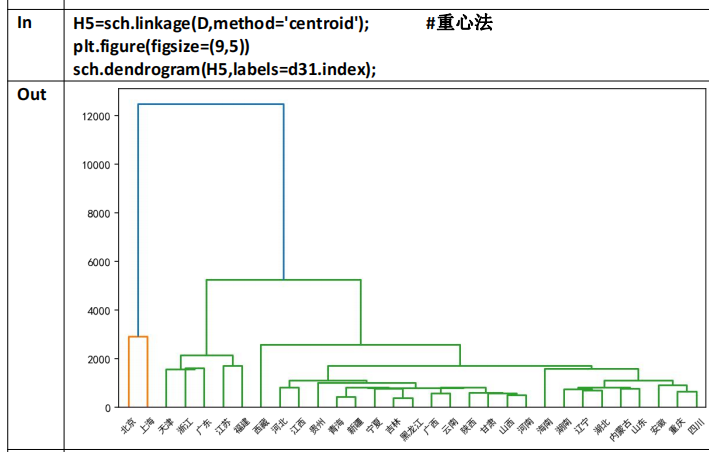 In
H5=sch.linkage(D,method='centroid'); #重心法
plt.figure(figsize=(9,5))
sch.dendrogram(H5,labels=d31.index);
Out
12000
10000
8000
6000
4000
2000
0
北京 上海 天津 浙江 广东 江苏 福建 西藏 河北 江西 贵州 青海 新疆 宁夏 吉林 黑龙江 广西 云南 陕西 甘肃 山西 河南 海南 湖南 辽宁 湖北 内蒙古 山东 安徽 重庆 四川